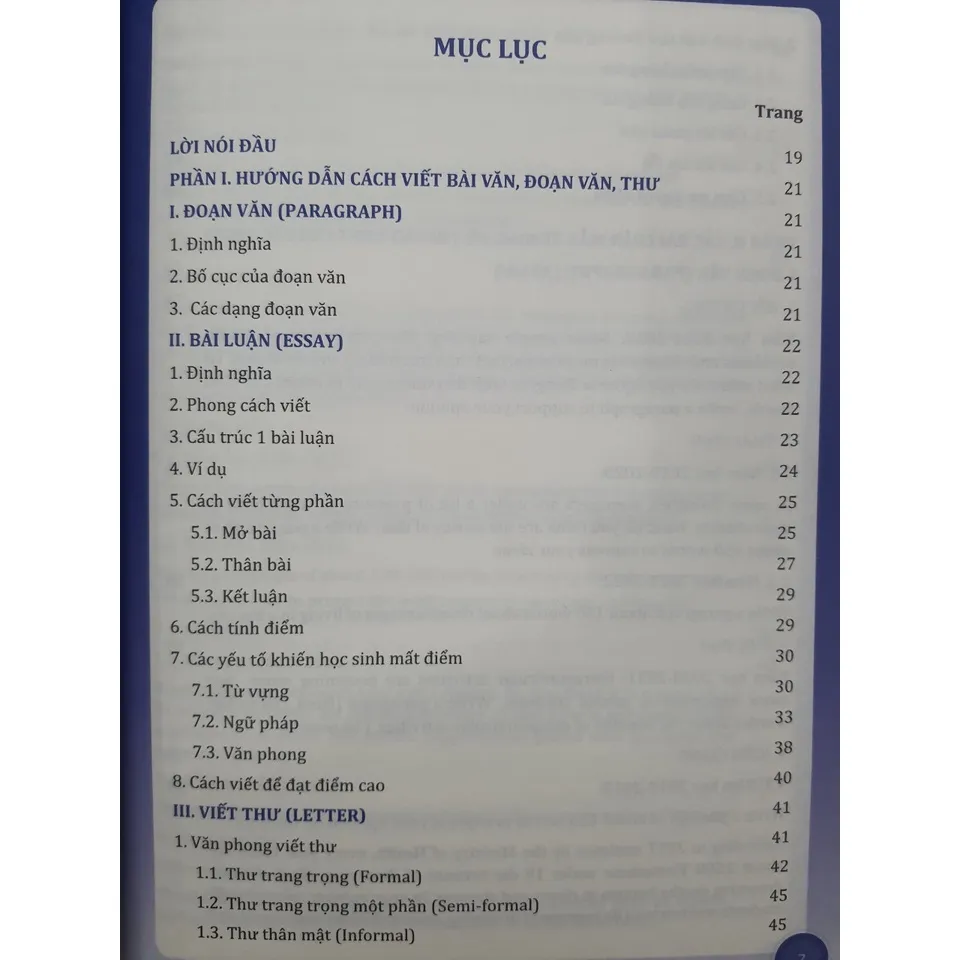 MỤC LỤC
Trang
LỜI NÓI ĐẦU 19
PHẦN I. HƯỚNG DẪN CÁCH VIẾT BÀI VĂN, ĐOẠN VĂN, THƯ 21
I. ĐOẠN VĂN (PARAGRAPH) 21
1. Định nghĩa 21
2. Bố cục của đoạn văn 21
3. Các dạng đoạn văn 21
II. BÀI LUẬN (ESSAY) 22
1. Định nghĩa 22
2. Phong cách viết 22
3. Cấu trúc 1 bài luận 23
4. Ví dụ 24
5. Cách viết từng phần 25
5.1. Mở bài 25
5.2. Thân bài 27
5.3. Kết luận 29
6. Cách tính điểm 29
7. Các yếu tố khiến học sinh mất điểm 30
7.1. Từ vựng 30
7.2. Ngữ pháp 33
7.3. Văn phong 38
8. Cách viết để đạt điểm cao 40
III. VIẾT THƯ (LETTER) 41
1. Văn phong viết thư 41
1.1. Thư trang trọng (Formal) 42
1.2. Thư trang trọng một phần (Semi-formal) 45
1.3. Thư thân mật (Informal) 45